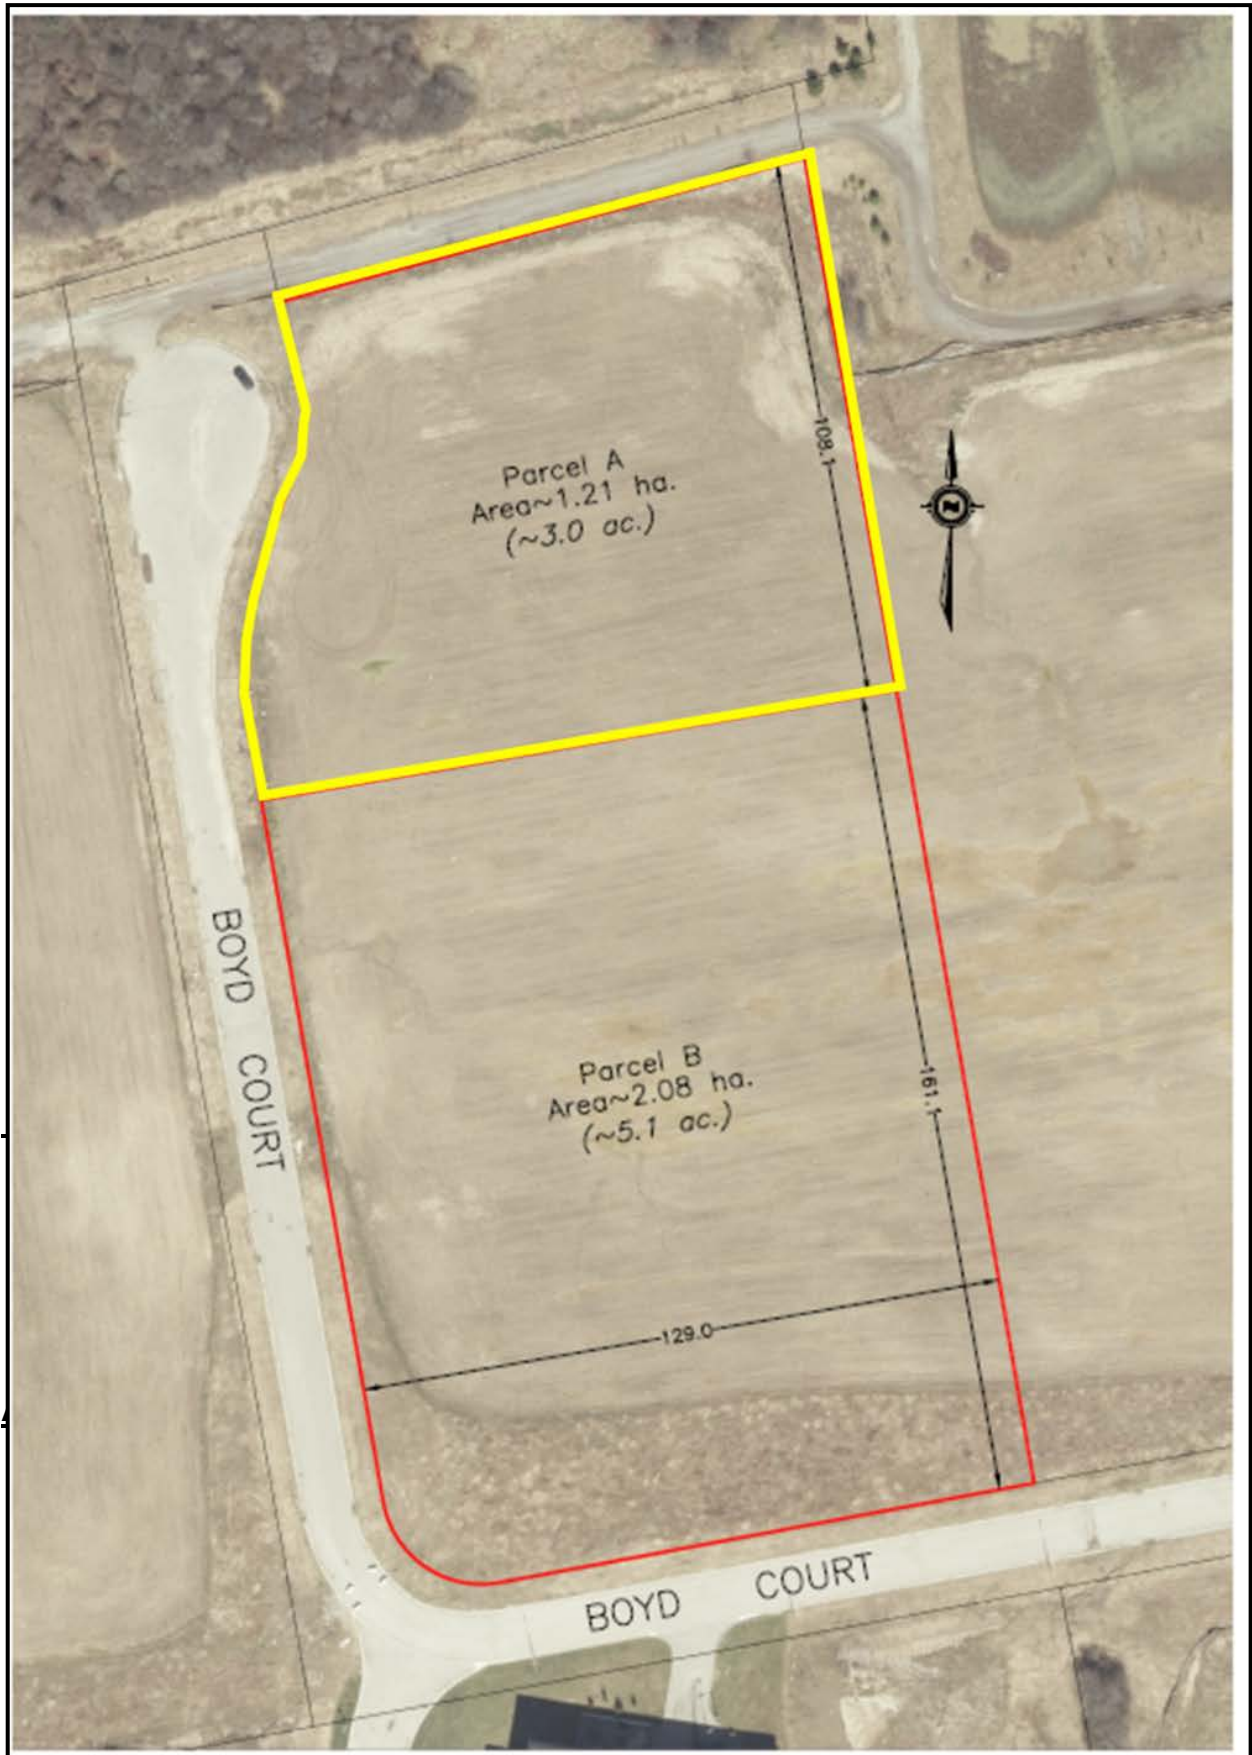 Parcel A
Area~1.21 ha.
(~3.0 ac.)
108.1
N
BOYD COURT
Parcel B
Area~2.08 ha.
(~5.1 ac.)
161.1
129.0
BOYD COURT